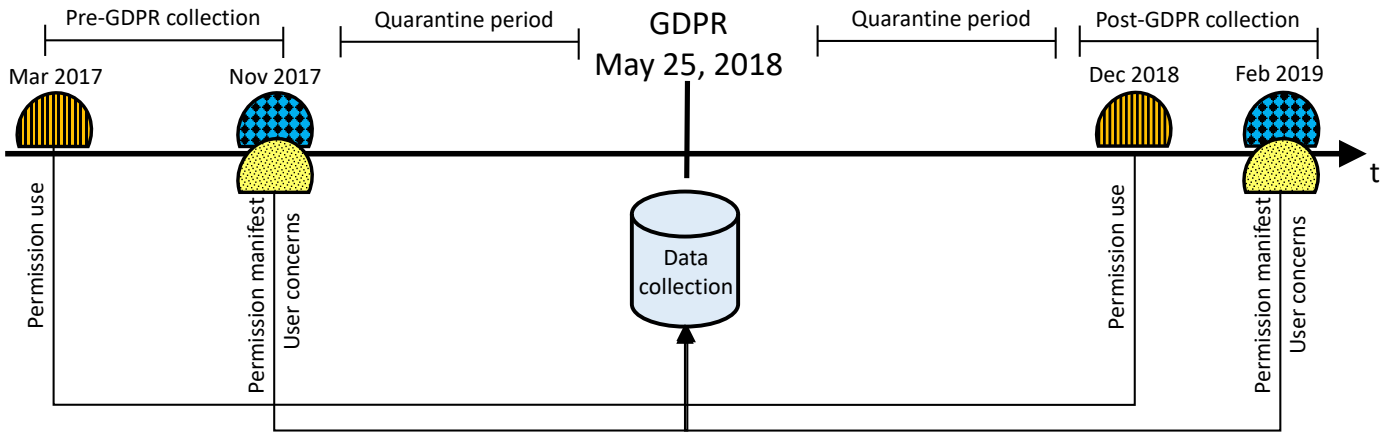 Pre-GDPR collection
Quarantine period
GDPR
May 25, 2018
Quarantine period
Post-GDPR collection
Mar 2017
Nov 2017
Dec 2018
Feb 2019
t
Permission use
Permission manifest
User concerns
Data
collection
Permission use
Permission manifest
User concerns